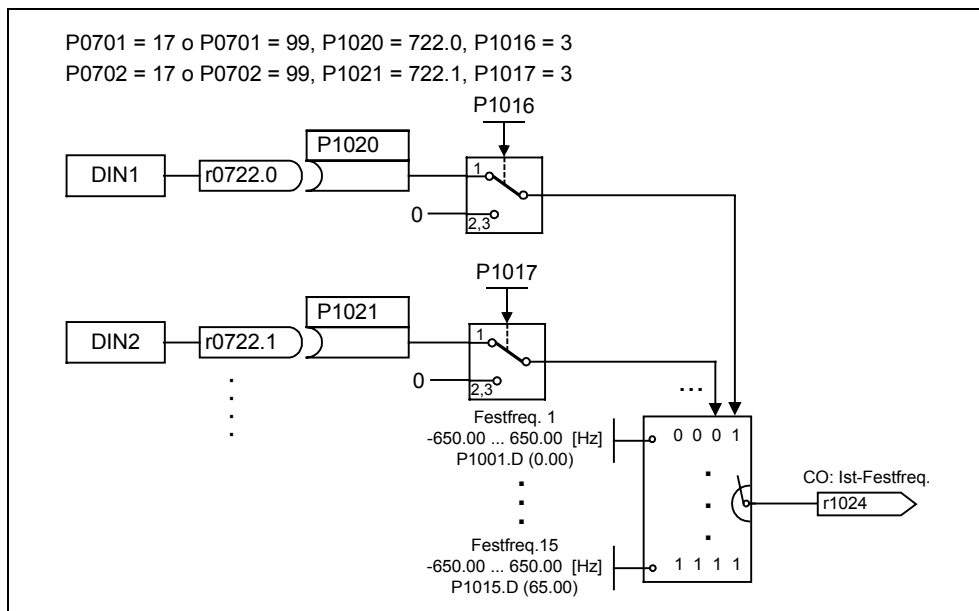 P0701 = 17 o P0701 = 99, P1020 = 722.0, P1016 = 3
P0702 = 17 o P0702 = 99, P1021 = 722.1, P1017 = 3
P1016
P1020
DIN1
r0722.0
1
0
2,3
P1017
P1021
DIN2
r0722.1
1
0
2,3
...
Festfreq. 1
-650.00 ... 650.00 [Hz]
P1001.D (0.00)
0 0 0 1
CO: Ist-Festfreq.
r1024
Festfreq.15
-650.00 ... 650.00 [Hz]
P1015.D (65.00)
1 1 1 1